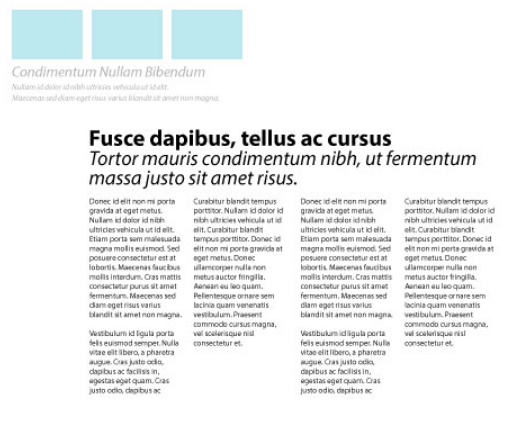 Condimentum Nullam Bibendum
Nullam id dolor id nibh ultricies vehicula ut id elit.
Maecenas sed diam eget risus varius blandit sit amet non magna.
Fusce dapibus, tellus ac cursus
Tortor mauris condimentum nibh, ut fermentum
massa justo sit amet risus.
Donec id elit non mi porta
gravida at eget metus.
Nullam id dolor id nibh
ultricies vehicula ut id elit.
Etiam porta sem malesuada
magna mollis euismod. Sed
posuere consectetur est at
lobortis. Maecenas faucibus
mollis interdum. Cras mattis
consectetur purus sit amet
fermentum. Maecenas sed
diam eget risus varius
blandit sit amet non magna.
Vestibulum id ligula porta
felis euismod semper. Nulla
vitae elit libero, a pharetra
augue. Cras justo odio,
dapibus ac facilisis in,
egestas eget quam. Cras
justo odio, dapibus ac
Curabitur blandit tempus
porttitor. Nullam id dolor id
nibh ultricies vehicula ut id
elit. Curabitur blandit
tempus porttitor. Donec id
elit non mi porta gravida at
eget metus. Donec
ullamcorper nulla non
metus auctor fringilla.
Aenean eu leo quam.
Pellentesque ornare sem
lacinia quam venenatis
vestibulum. Praesent
commodo cursus magna,
vel scelerisque nisl
consectetur et.
Donec id elit non mi porta
gravida at eget metus.
Nullam id dolor id nibh
ultricies vehicula ut id elit.
Etiam porta sem malesuada
magna mollis euismod. Sed
posuere consectetur est at
lobortis. Maecenas faucibus
mollis interdum. Cras mattis
consectetur purus sit amet
fermentum. Maecenas sed
diam eget risus varius
blandit sit amet non magna.
Vestibulum id ligula porta
felis euismod semper. Nulla
vitae elit libero, a pharetra
augue. Cras justo odio,
dapibus ac facilisis in,
egestas eget quam. Cras
justo odio, dapibus ac
Curabitur blandit tempus
porttitor. Nullam id dolor id
nibh ultricies vehicula ut id
elit. Curabitur blandit
tempus porttitor. Donec id
elit non mi porta gravida at
eget metus. Donec
ullamcorper nulla non
metus auctor fringilla.
Aenean eu leo quam.
Pellentesque ornare sem
lacinia quam venenatis
vestibulum. Praesent
commodo cursus magna,
vel scelerisque nisl
consectetur et.